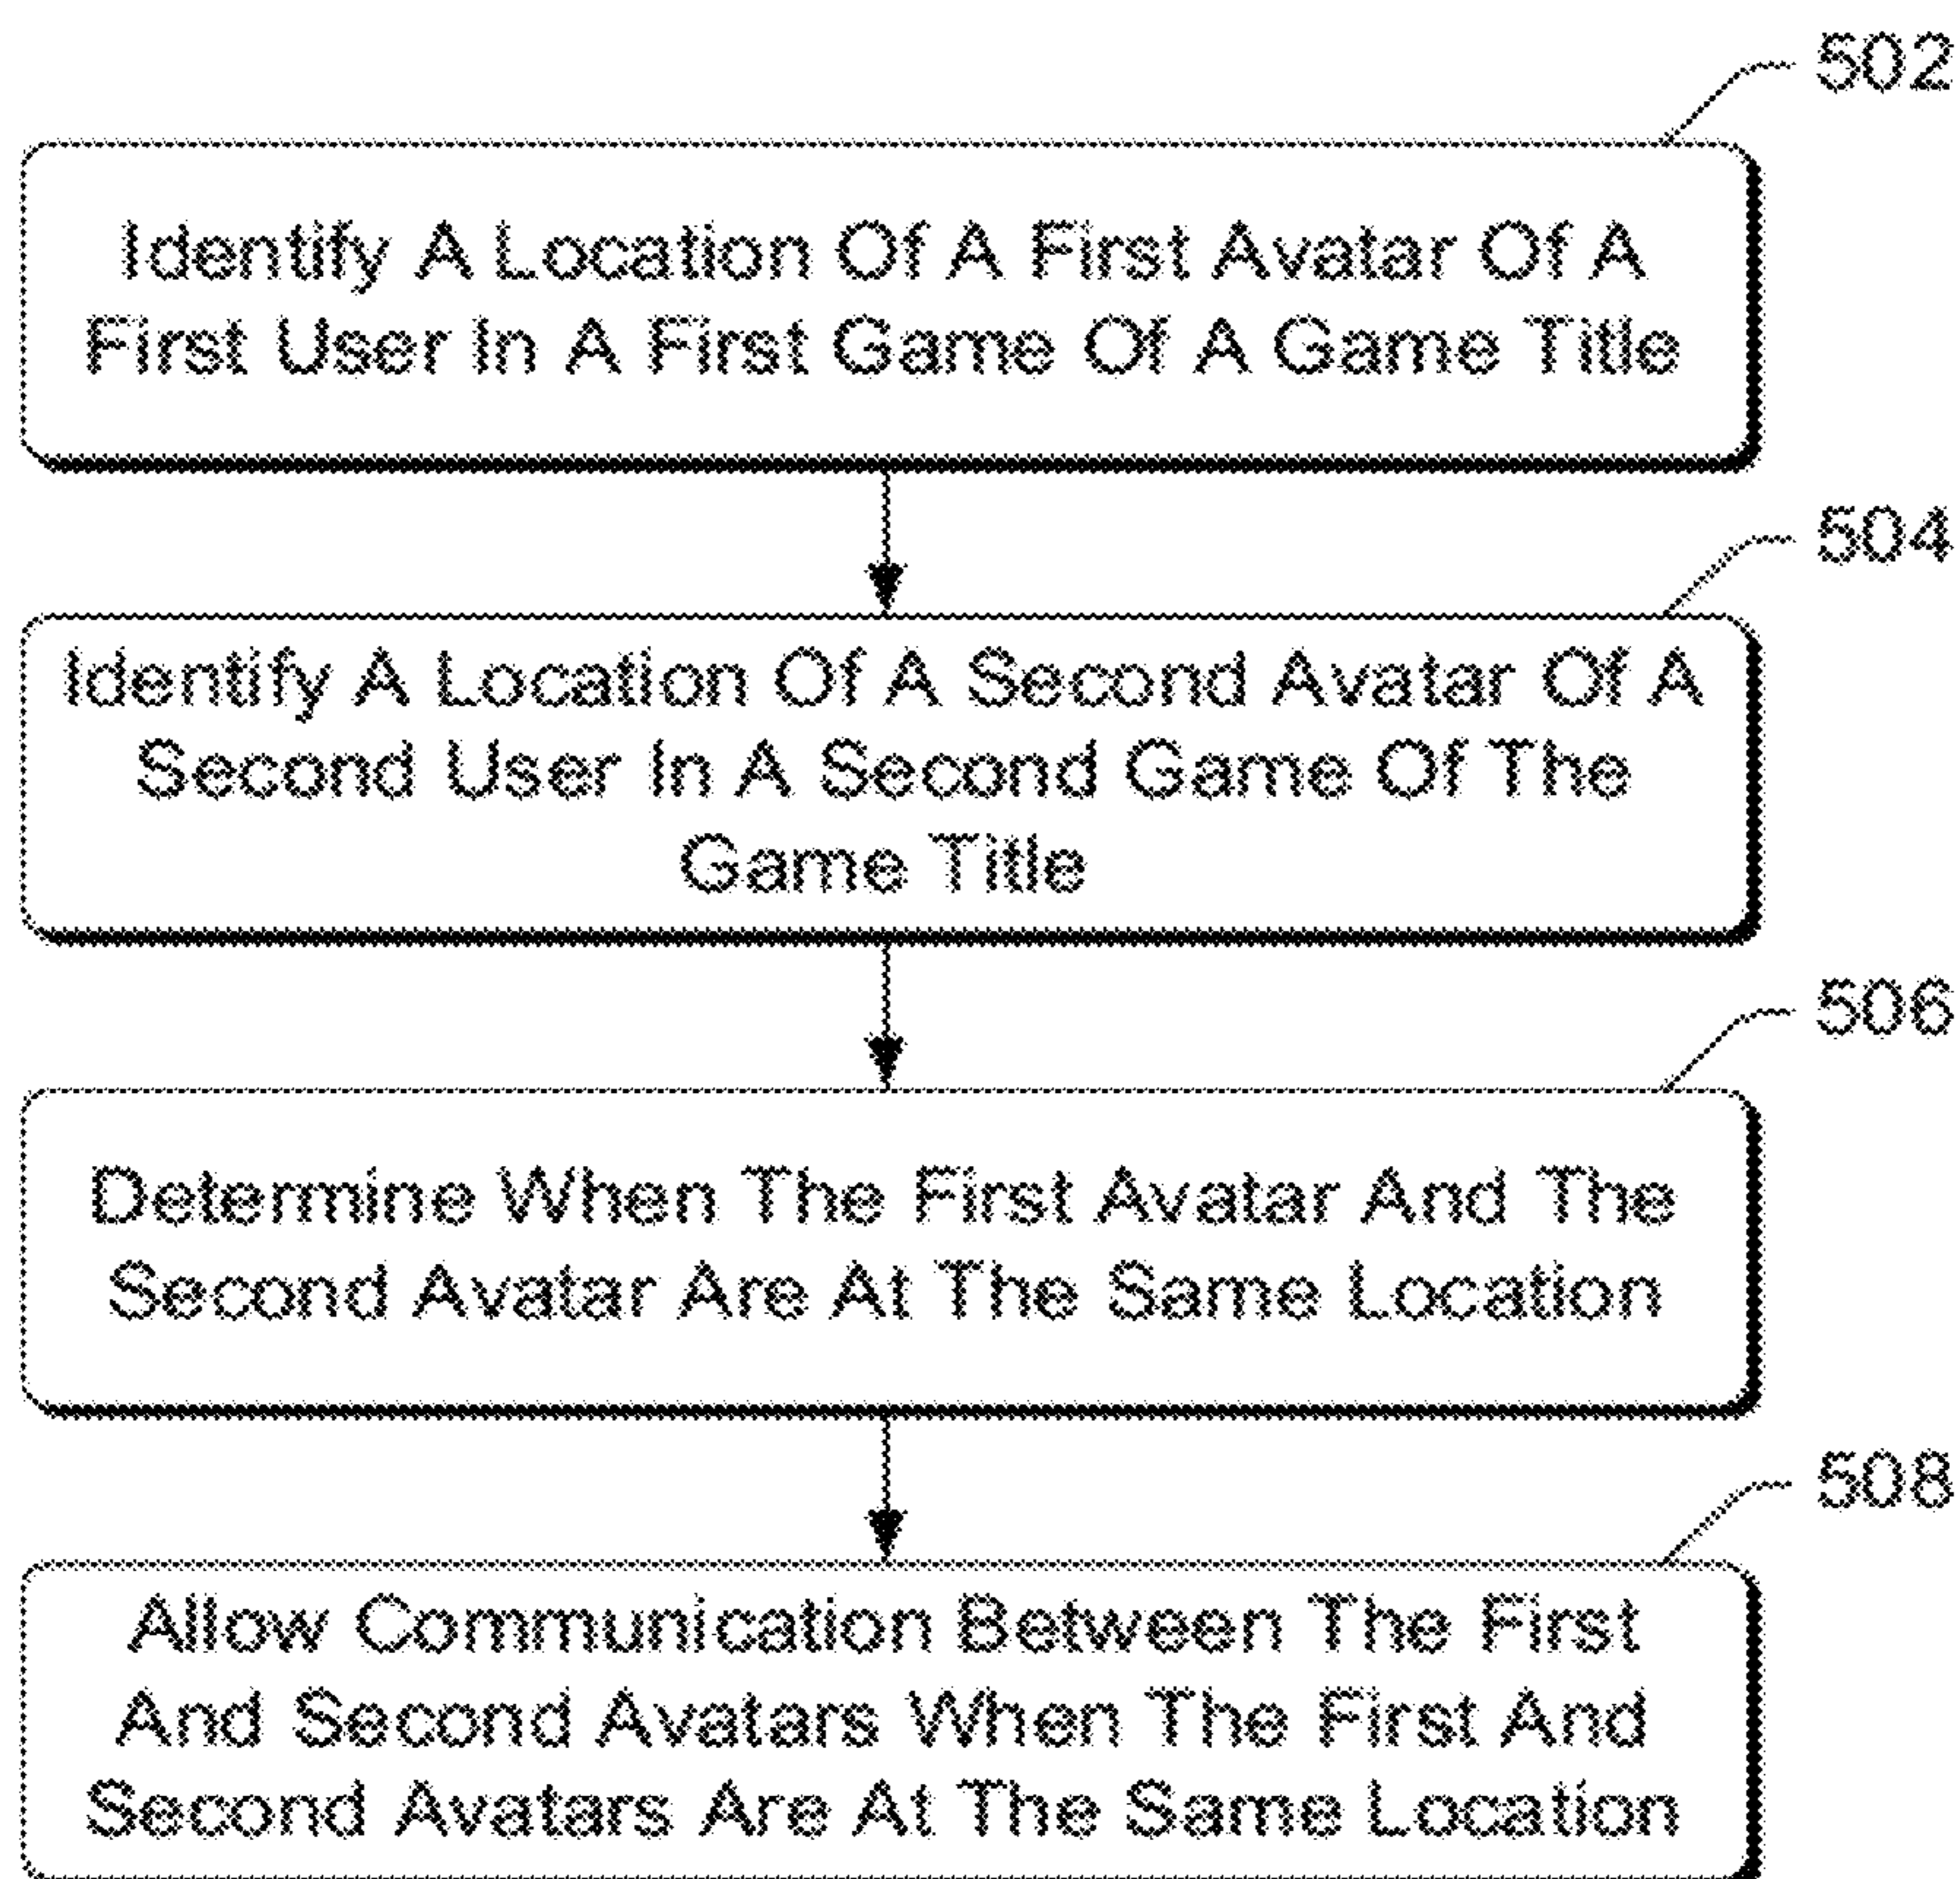 502
Identify A Location Of A First Avatar Of A
First User In A First Game Of A Game Title
504
Identify A Location Of A Second Avatar Of A
Second User In A Second Game Of The
Game Title
506
Determine When The First Avatar And The
Second Avatar Are At The Same Location
508
Allow Communication Between The First
And Second Avatars When The First And
Second Avatars Are At The Same Location